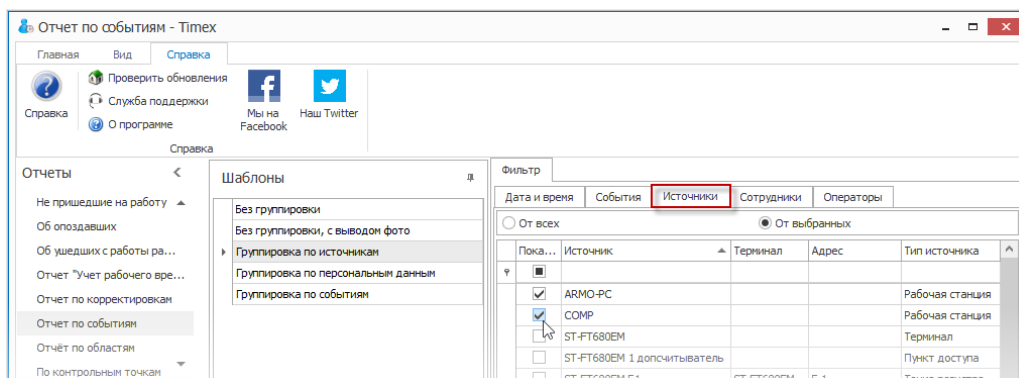 Отчет по событиям - Timex
Главная Вид Справка
Справка
Проверить обновления
Служба поддержки
О программе
Мы на Facebook
Наш Twitter
Справка
Отчеты
Не пришедшие на работу
Об опоздавших
Об ушедших с работы ра...
Отчет "Учет рабочего вре...
Отчет по корректировкам
Отчет по событиям
Отчёт по областям
По контрольным точкам
Шаблоны
Без группировки
Без группировки, с выводом фото
Группировка по источникам
Группировка по персональным данным
Группировка по событиям
Фильтр
Дата и время События Источники Сотрудники Операторы
От всех От выбранных
Пока... Источник Терминал Адрес Тип источника
ARMO-PC Рабочая станция
COMP Рабочая станция
ST-FT680EM Терминал
ST-FT680EM 1 допсчитыватель Пункт доступа